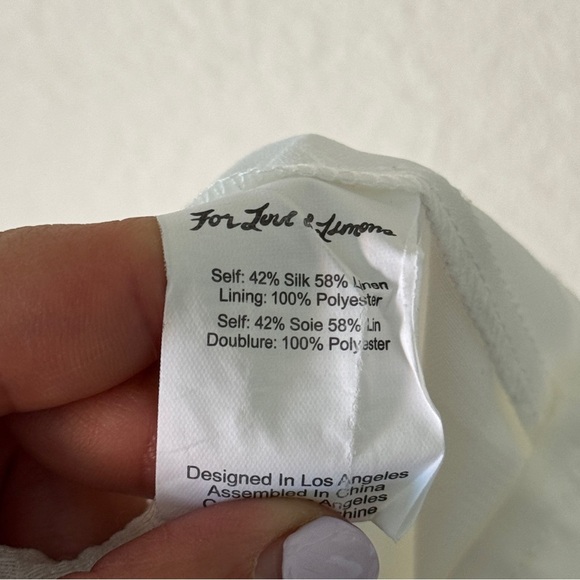 For Love & Lemons
Self: 42% Silk 58% Linen
Lining: 100% Polyester
Self: 42% Soie 58% Lin
Doublure: 100% Polyester
Designed In Los Angeles
Assembled In China
Angeles